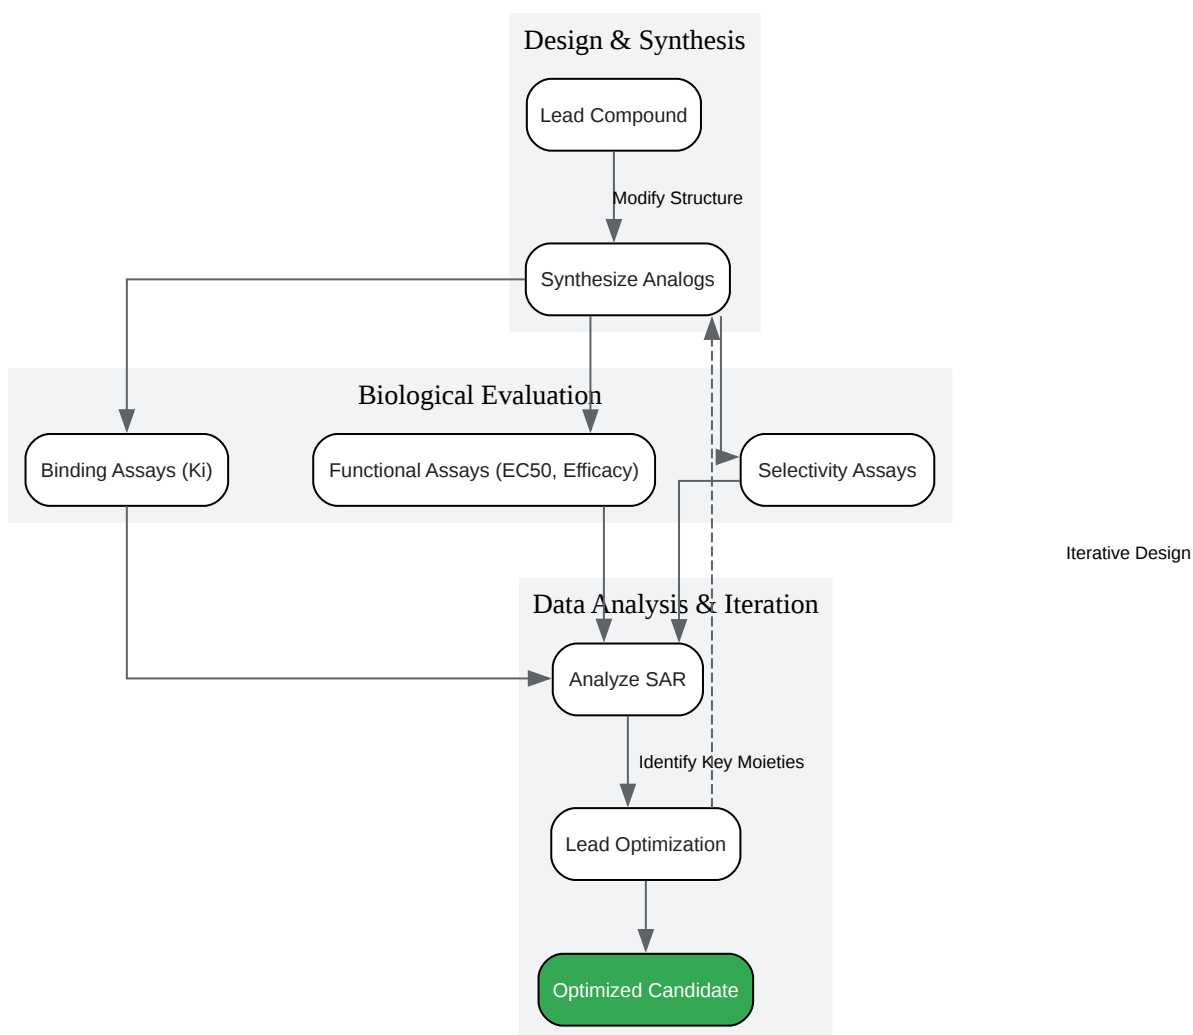 Design & Synthesis
Lead Compound
Modify Structure
Synthesize Analogs
Biological Evaluation
Binding Assays (Ki)
Functional Assays (EC50, Efficacy)
Selectivity Assays
Iterative Design
Data Analysis & Iteration
Analyze SAR
Identify Key Moieties
Lead Optimization
Optimized Candidate